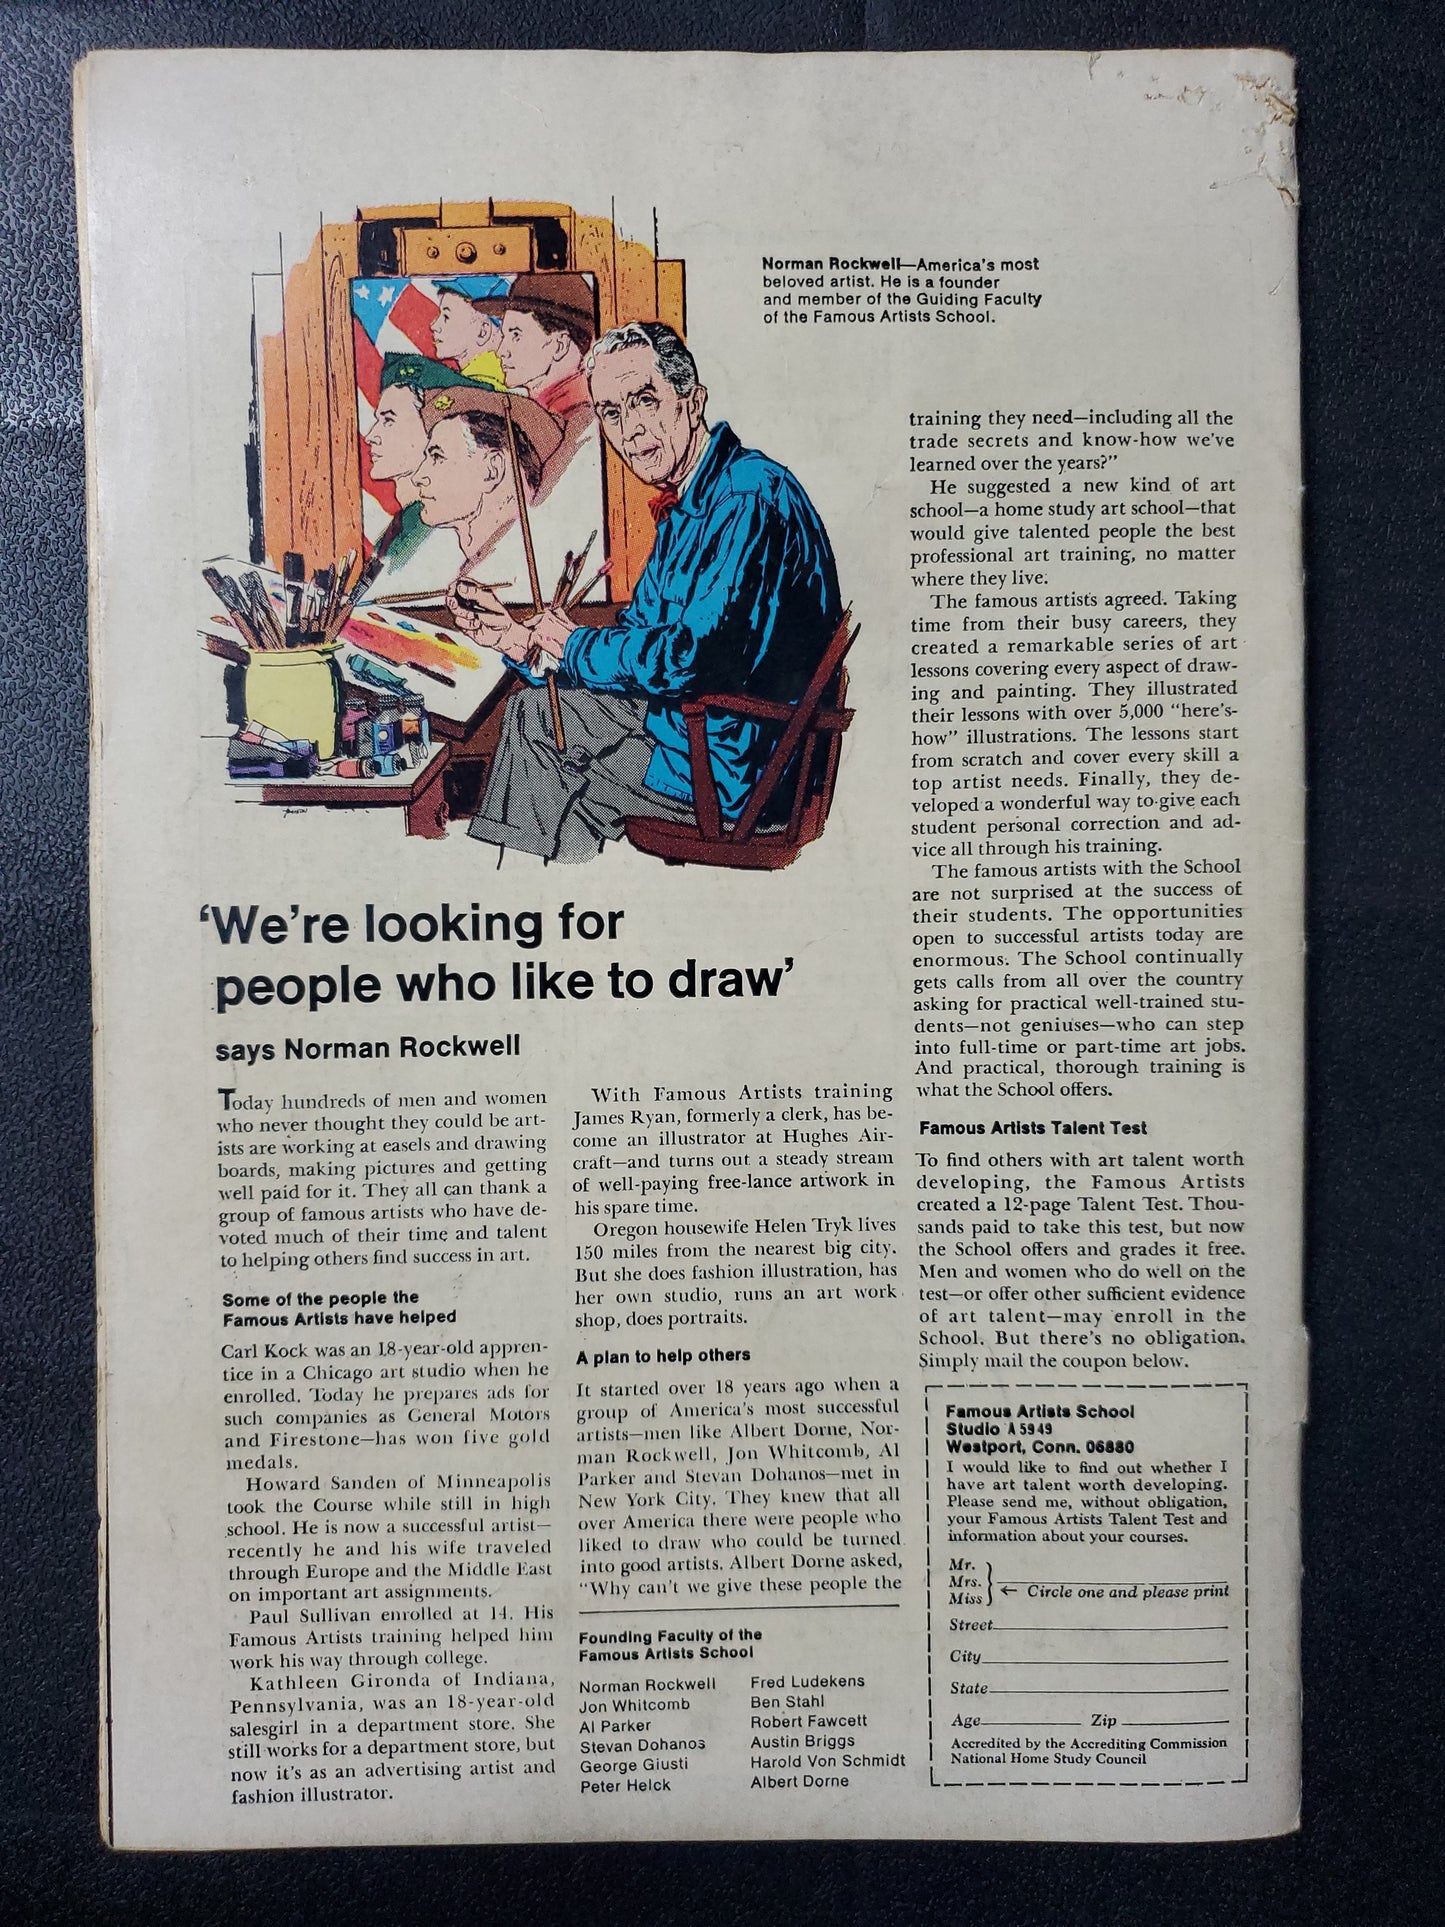 Norman Rockwell—America's most
beloved artist. He is a founder
and member of the Guiding Faculty
of the Famous Artists School.
'We're looking for
people who like to draw'
says Norman Rockwell
Today hundreds of men and women
who never thought they could be art-
ists are working at easels and drawing
boards, making pictures and getting
well paid for it. They all can thank a
group of famous artists who have de-
voted much of their time and talent
to helping others find success in art.
Some of the people the
Famous Artists have helped
Carl Kock was an 18-year-old appren-
tice in a Chicago art studio when he
enrolled. Today he prepares ads for
such companies as General Motors
and Firestone—has won five gold
medals.
Howard Sanden of Minneapolis
took the Course while still in high
school. He is now a successful artist—
recently he and his wife traveled
through Europe and the Middle East
on important art assignments.
Paul Sullivan enrolled at 14. His
Famous Artists training helped him
work his way through college.
Kathleen Gironda of Indiana,
Pennsylvania, was an 18-year-old
salesgirl in a department store. She
still works for a department store, but
now it's as an advertising artist and
fashion illustrator.
With Famous Artists training
James Ryan, formerly a clerk, has be-
come an illustrator at Hughes Air-
craft—and turns out a steady stream
of well-paying free-lance artwork in
his spare time.
Oregon housewife Helen Tryk lives
150 miles from the nearest big city.
But she does fashion illustration, has
her own studio, runs an art work
shop, does portraits.
A plan to help others
It started over 18 years ago when a
group of America's most successful
artists—men like Albert Dorne, Nor-
man Rockwell, Jon Whitcomb, Al
Parker and Stevan Dohanos—met in
New York City. They knew that all
over America there were people who
liked to draw who could be turned
into good artists. Albert Dorne asked,
"Why can't we give these people the
Founding Faculty of the
Famous Artists School
Norman Rockwell
Jon Whitcomb
Al Parker
Stevan Dohanos
George Giusti
Peter Helck
Fred Ludekens
Ben Stahl
Robert Fawcett
Austin Briggs
Harold Von Schmidt
Albert Dorne
training they need—including all the
trade secrets and know-how we've
learned over the years?"
He suggested a new kind of art
school—a home study art school—that
would give talented people the best
professional art training, no matter
where they live.
The famous artists agreed. Taking
time from their busy careers, they
created a remarkable series of art
lessons covering every aspect of draw-
ing and painting. They illustrated
their lessons with over 5,000 "here's-
how" illustrations. The lessons start
from scratch and cover every skill a
top artist needs. Finally, they de-
veloped a wonderful way to give each
student personal correction and ad-
vice all through his training.
The famous artists with the School
are not surprised at the success of
their students. The opportunities
open to successful artists today are
enormous. The School continually
gets calls from all over the country
asking for practical well-trained stu-
dents—not geniuses—who can step
into full-time or part-time art jobs.
And practical, thorough training is
what the School offers.
Famous Artists Talent Test
To find others with art talent worth
developing, the Famous Artists
created a 12-page Talent Test. Thou-
sands paid to take this test, but now
the School offers and grades it free.
Men and women who do well on the
test—or offer other sufficient evidence
of art talent—may enroll in the
School. But there's no obligation.
Simply mail the coupon below.
Famous Artists School
Studio A5949
Westport, Conn. 06880
I would like to find out whether I
have art talent worth developing.
Please send me, without obligation,
your Famous Artists Talent Test and
information about your courses.
Mr.
Mrs.
Miss
← Circle one and please print
Street
City
State
Age Zip
Accredited by the Accrediting Commission
National Home Study Council